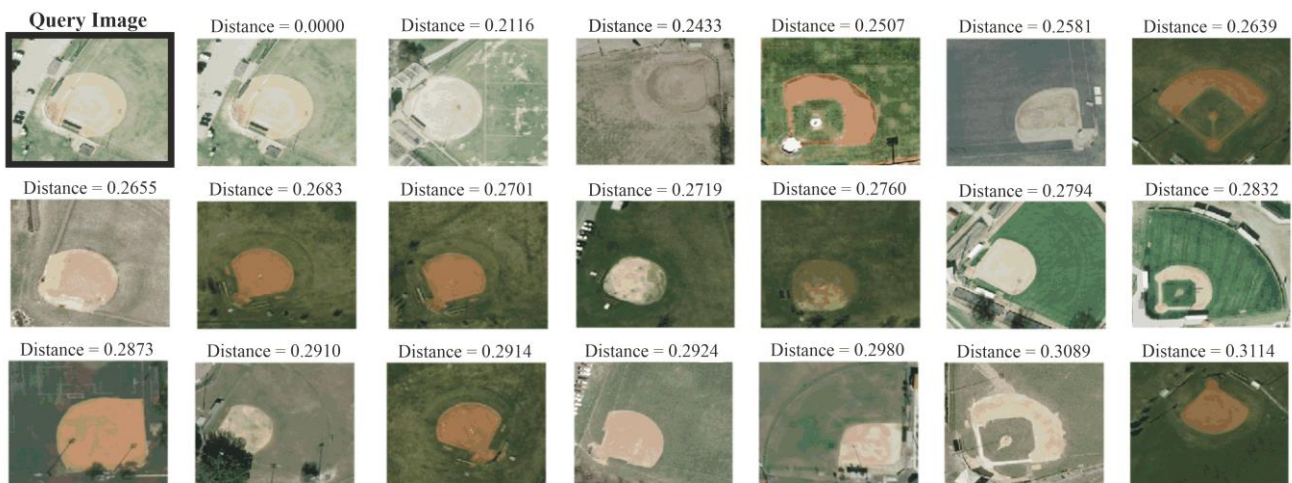 Query Image Distance = 0.0000 Distance = 0.2116 Distance = 0.2433 Distance = 0.2507 Distance = 0.2581 Distance = 0.2639
Distance = 0.2655 Distance = 0.2683 Distance = 0.2701 Distance = 0.2719 Distance = 0.2760 Distance = 0.2794 Distance = 0.2832
Distance = 0.2873 Distance = 0.2910 Distance = 0.2914 Distance = 0.2924 Distance = 0.2980 Distance = 0.3089 Distance = 0.3114